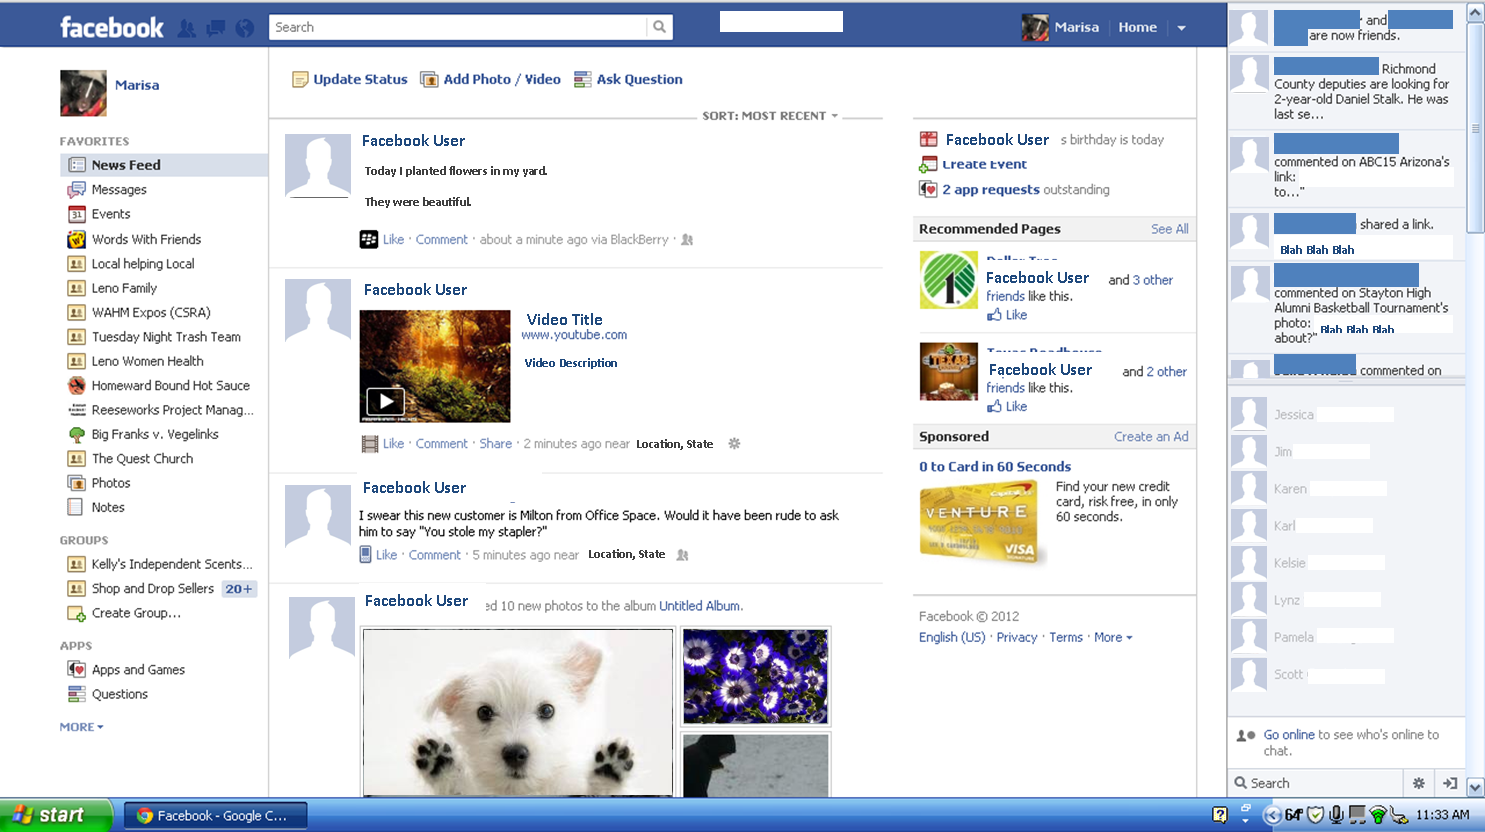 facebook
Search
Marisa
Home
Marisa
FAVORITES
News Feed
Messages
Events
Words With Friends
Local helping Local
Leno Family
WAHM Expos (CSRA)
Tuesday Night Trash Team
Leno Women Health
Homeward Bound Hot Sauce
Reeseworks Project Manag...
Big Franks v. Vegelinks
The Quest Church
Photos
Notes
GROUPS
Kelly's Independent Scents...
Shop and Drop Sellers 20+
Create Group...
APPS
Apps and Games
Questions
MORE
Update Status
Add Photo / Video
Ask Question
SORT: MOST RECENT
Facebook User
Today I planted flowers in my yard.
They were beautiful.
Like · Comment · about a minute ago via BlackBerry ·
Facebook User
Video Title
www.youtube.com
Video Description
Like · Comment · Share · 2 minutes ago near Location, State
Facebook User
I swear this new customer is Milton from Office Space. Would it have been rude to ask
him to say "You stole my stapler?"
Like · Comment · 5 minutes ago near Location, State
Facebook User ed 10 new photos to the album Untitled Album.
Facebook User s birthday is today
Create Event
2 app requests outstanding
Recommended Pages
See All
Dollar Tree
Facebook User and 3 other
friends like this.
Like
Texas Roadhouse
TEXAS
Facebook User and 2 other
friends like this.
Like
Sponsored
Create an Ad
0 to Card in 60 Seconds
Capital One
VENTURE
VISA
SIGNATURE
Find your new credit
card, risk free, in only
60 seconds.
Facebook © 2012
English (US) · Privacy · Terms · More
and
are now friends.
Richmond
County deputies are looking for
2-year-old Daniel Stalk. He was
last se...
commented on ABC15 Arizona's
link:
to..."
shared a link.
Blah Blah Blah
commented on Stayton High
Alumni Basketball Tournament's
photo: Blah Blah Blah
about?"
commented on
Jessica
Jim
Karen
Karl
Kelsie
Lynz
Pamela
Scott
Go online to see who's online to
chat.
Search
start
Facebook - Google C...
64°
11:33 AM